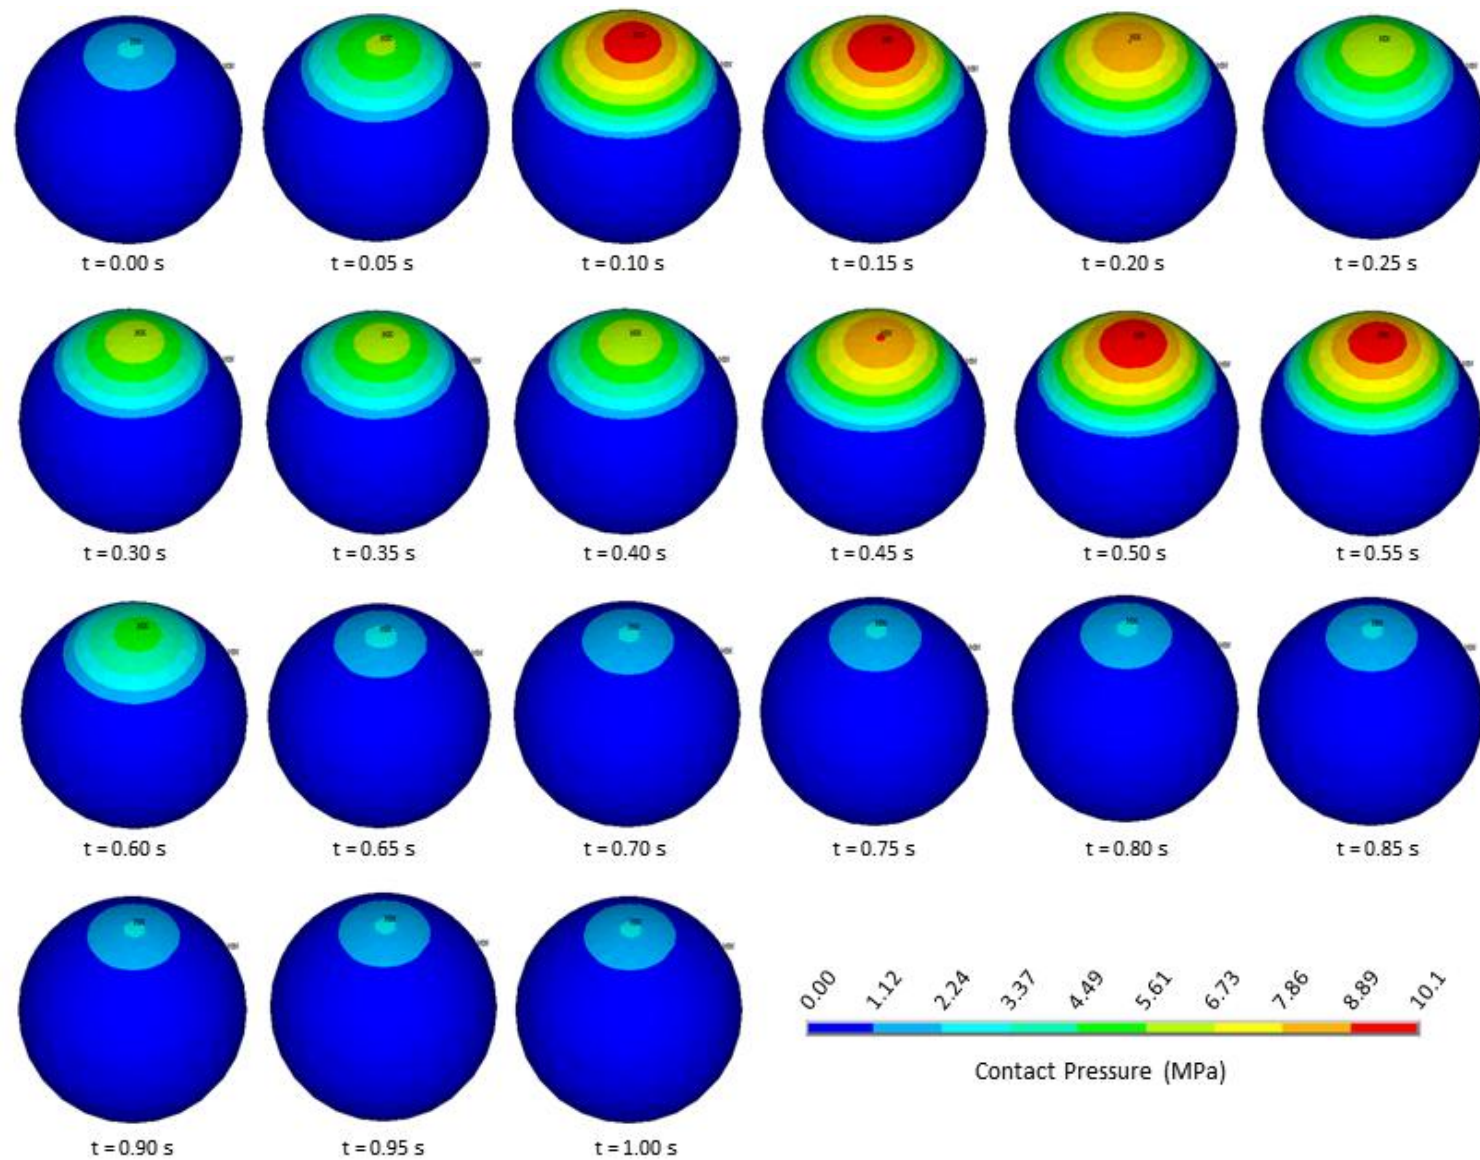 t = 0.00 s
t = 0.05 s
t = 0.10 s
t = 0.15 s
t = 0.20 s
t = 0.25 s
t = 0.30 s
t = 0.35 s
t = 0.40 s
t = 0.45 s
t = 0.50 s
t = 0.55 s
t = 0.60 s
t = 0.65 s
t = 0.70 s
t = 0.75 s
t = 0.80 s
t = 0.85 s
0.00 1.12 2.24 3.37 4.49 5.61 6.73 7.86 8.89 10.1
Contact Pressure (MPa)
t = 0.90 s
t = 0.95 s
t = 1.00 s